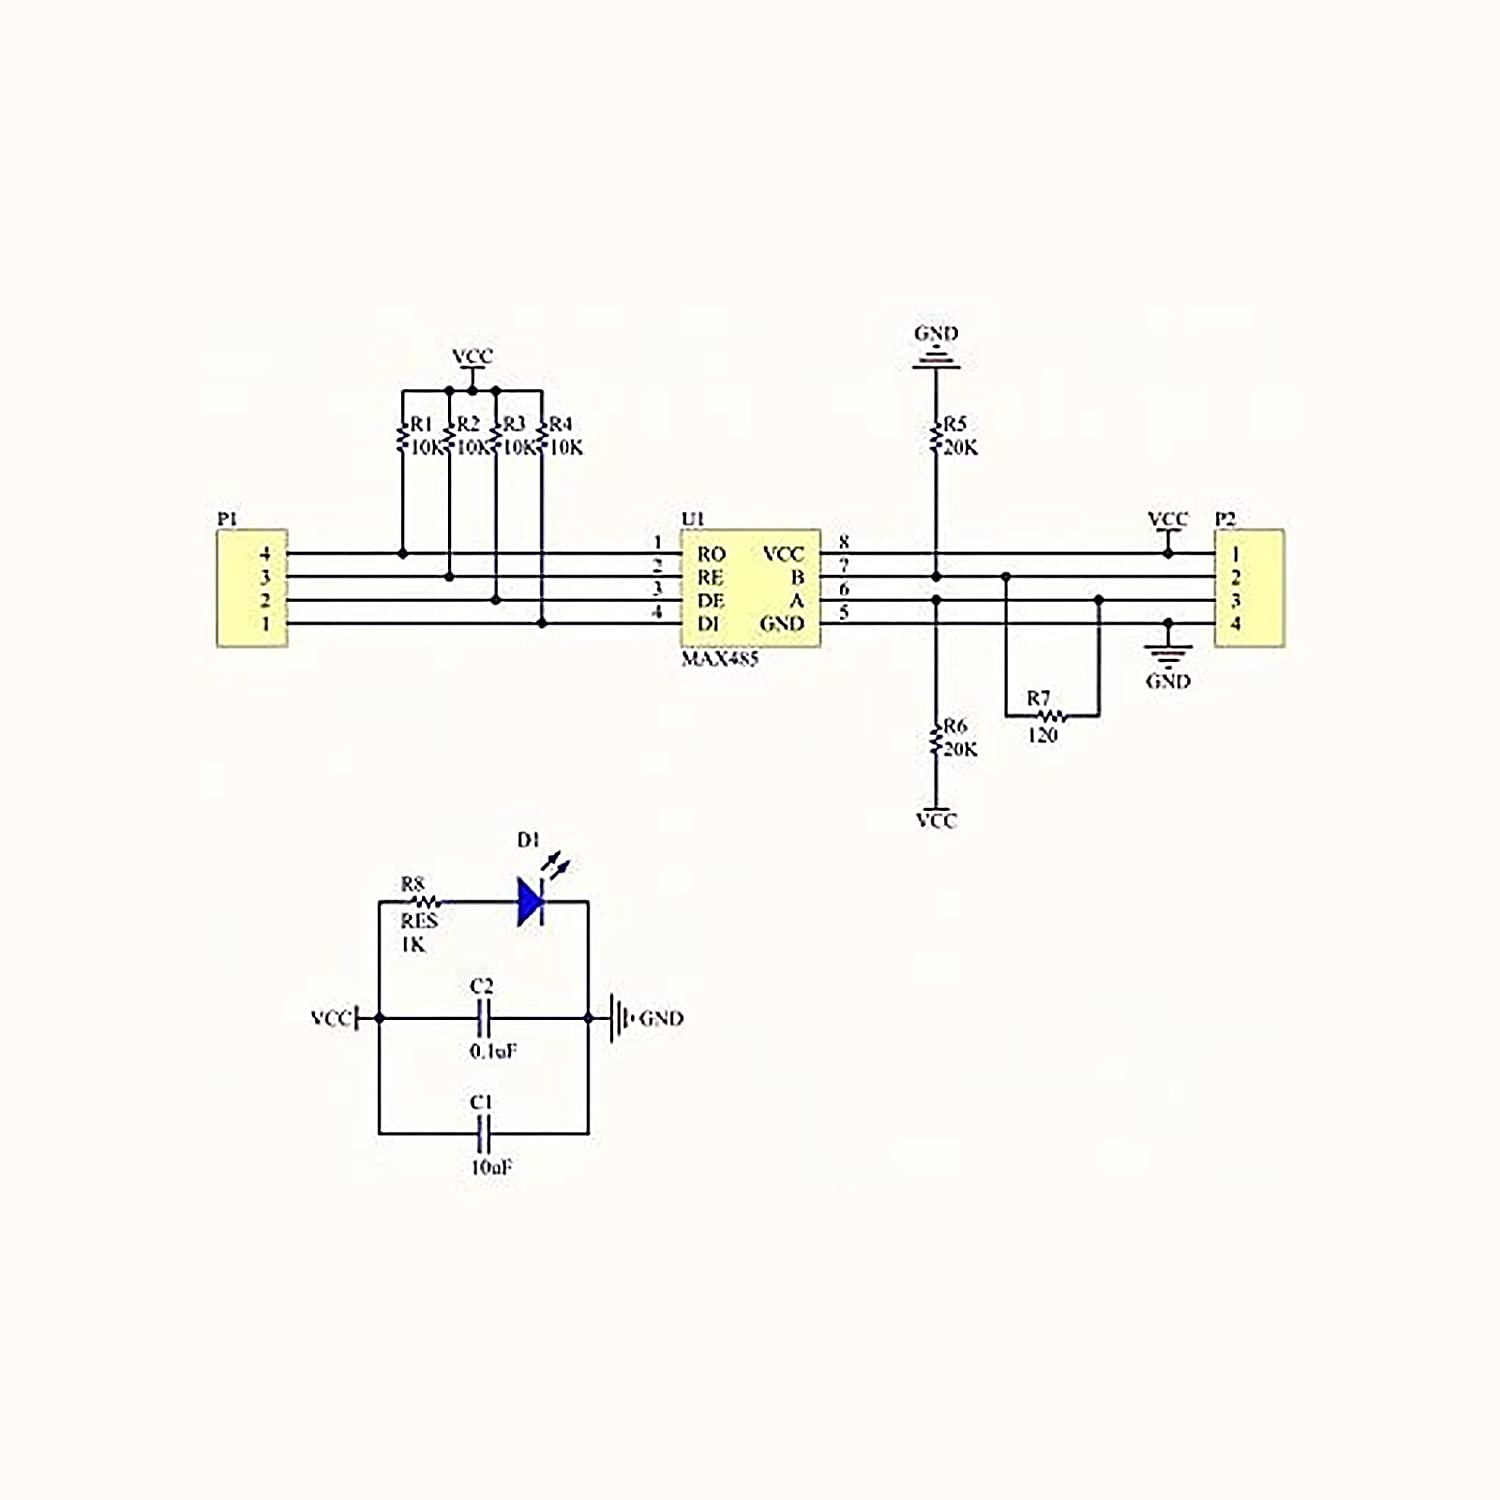 GND
VCC
R1 R2 R3 R4
10K 10K 10K 10K
R5
20K
P1
U1
VCC
P2
4
3
2
1
1
2
3
4
RO VCC
RE B
DE A
DI GND
8
7
6
5
1
2
3
4
MAX485
GND
R7
120
R6
20K
VCC
D1
R8
RES
1K
C2
VCC
GND
0.1uF
C1
10uF